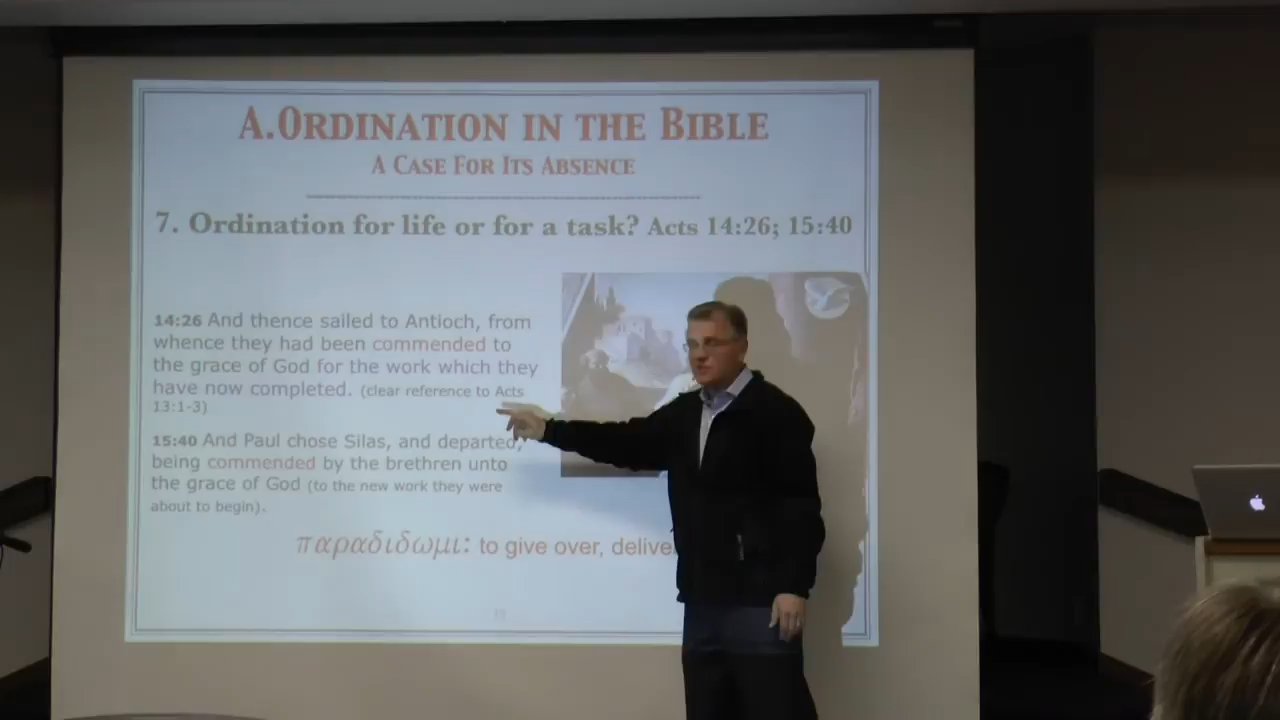 A. ORDINATION IN THE BIBLE
A CASE FOR ITS ABSENCE
7. Ordination for life or for a task? Acts 14:26; 15:40
14:26 And thence sailed to Antioch, from
whence they had been commended to
the grace of God for the work which they
have now completed. (clear reference to Acts
13:1-3)
15:40 And Paul chose Silas, and departed,
being commended by the brethren unto
the grace of God (to the new work they were
about to begin).
παραδιδωμι: to give over, delive